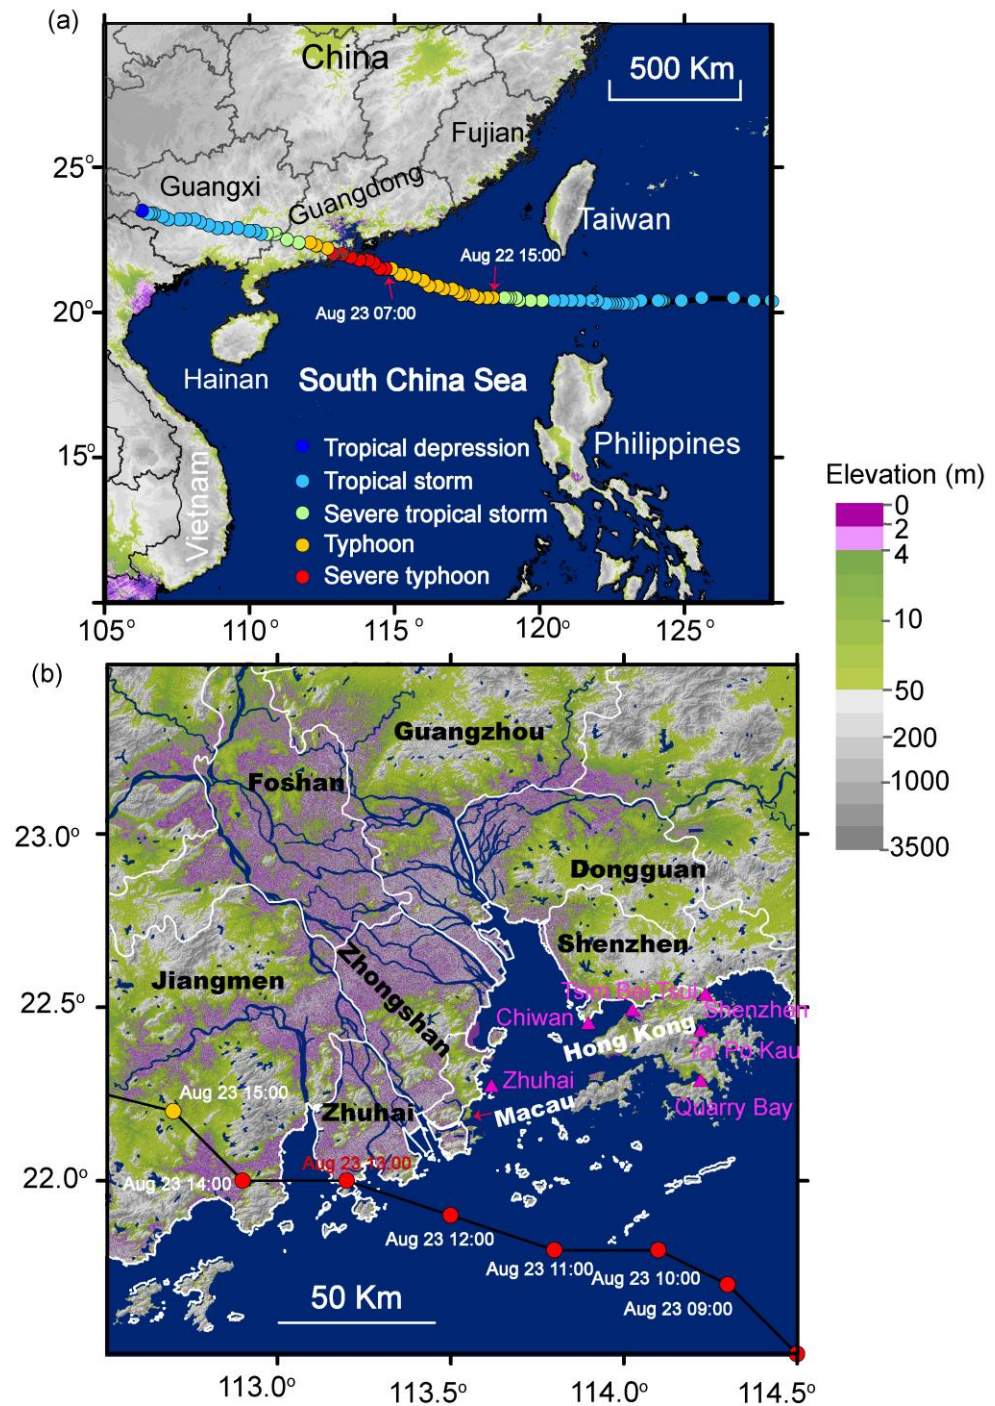 (a)
China
500 Km
Fujian
25°
Guangxi
Guangdong
Taiwan
Aug 22 15:00
20°
Aug 23 07:00
Hainan
South China Sea
Philippines
15°
Vietnam
Tropical depression
Tropical storm
Severe tropical storm
Typhoon
Severe typhoon
105° 110° 115° 120° 125°
Elevation (m)
0
2
4
10
50
200
1000
3500
(b)
Guangzhou
Foshan
23.0°
Dongguan
Shenzhen
Zhongshan
Jiangmen
22.5°
Tsim Bei Tsui
Shenzhen
Chiwan
Hong Kong
Tai Po Kau
Zhuhai
Quarry Bay
Macau
Aug 23 15:00
Zhuhai
22.0°
Aug 23 13:00
Aug 23 14:00
Aug 23 12:00
Aug 23 11:00
Aug 23 10:00
Aug 23 09:00
50 Km
113.0° 113.5° 114.0° 114.5°